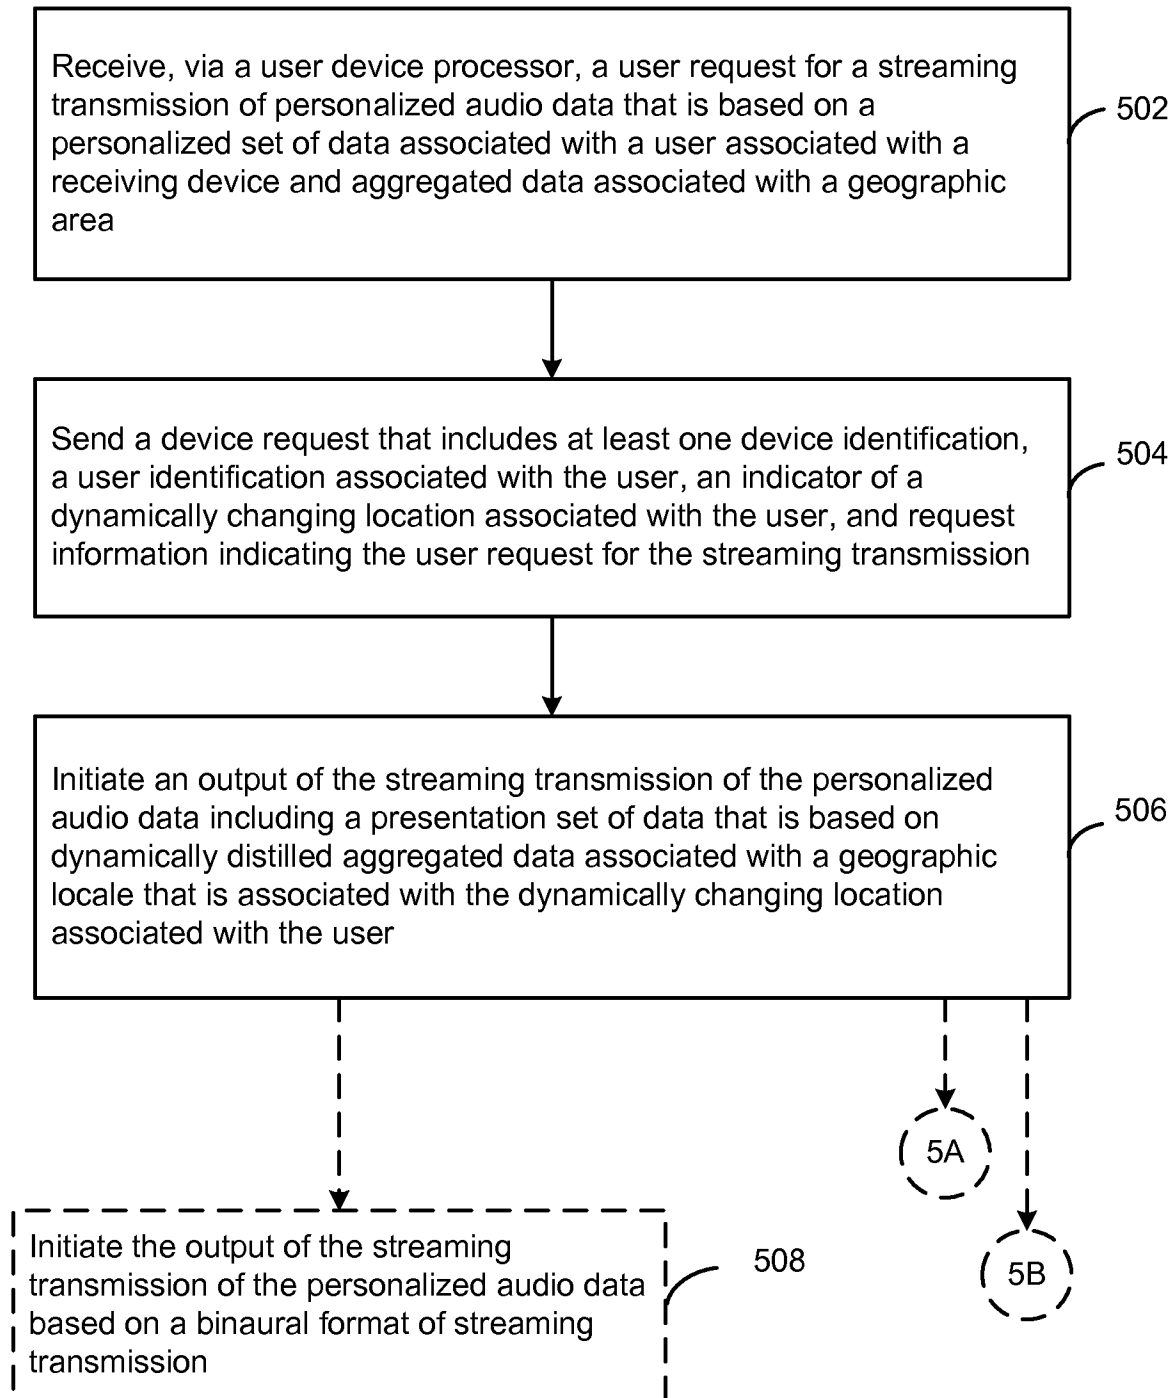 Receive, via a user device processor, a user request for a streaming
transmission of personalized audio data that is based on a
personalized set of data associated with a user associated with a
receiving device and aggregated data associated with a geographic
area
502
Send a device request that includes at least one device identification,
a user identification associated with the user, an indicator of a
dynamically changing location associated with the user, and request
information indicating the user request for the streaming transmission
504
Initiate an output of the streaming transmission of the personalized
audio data including a presentation set of data that is based on
dynamically distilled aggregated data associated with a geographic
locale that is associated with the dynamically changing location
associated with the user
506
5A
5B
Initiate the output of the streaming
transmission of the personalized audio data
based on a binaural format of streaming
transmission
508